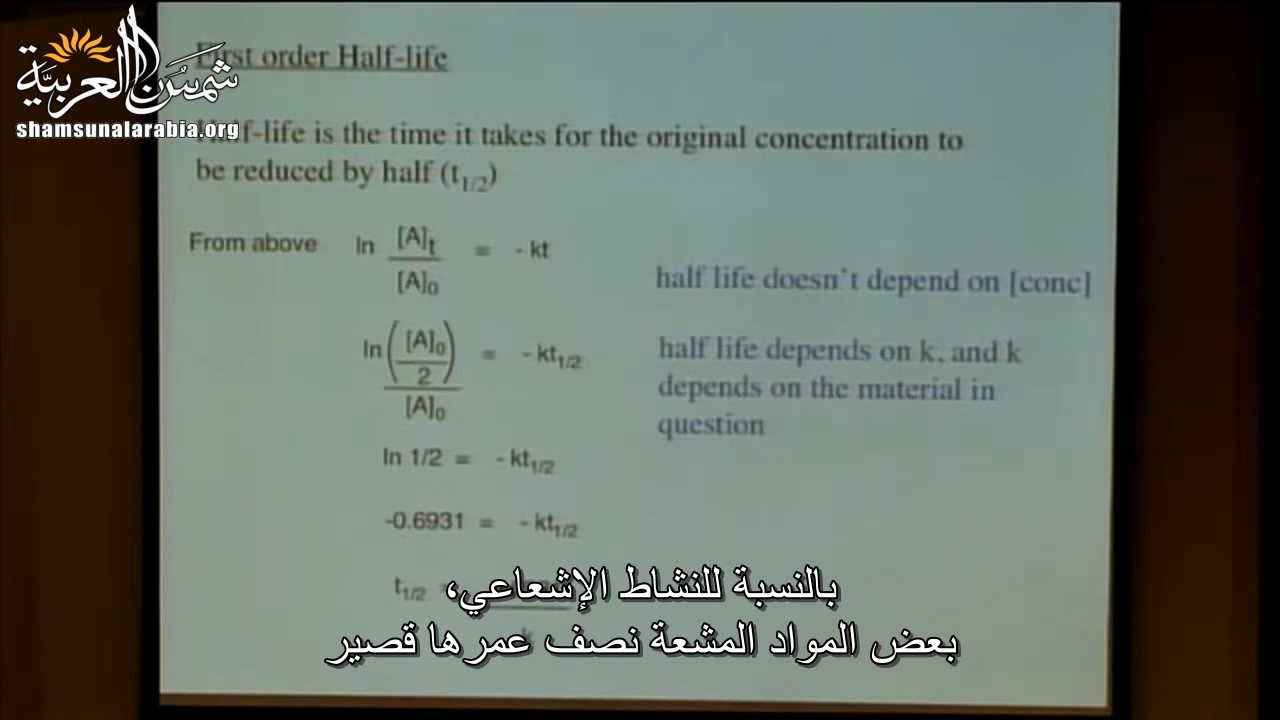 شمس العربية
shamsunalarabia.org
First order Half-life
Half-life is the time it takes for the original concentration to
be reduced by half (t1/2)
From above ln [A]t / [A]0 = - kt
half life doesn't depend on [conc]
ln ([A]0 / 2) / [A]0 = - kt1/2
half life depends on k, and k
depends on the material in
question
ln 1/2 = - kt1/2
-0.6931 = - kt1/2
t1/2 =
بالنسبة للنشاط الإشعاعي،
بعض المواد المشعة نصف عمرها قصير